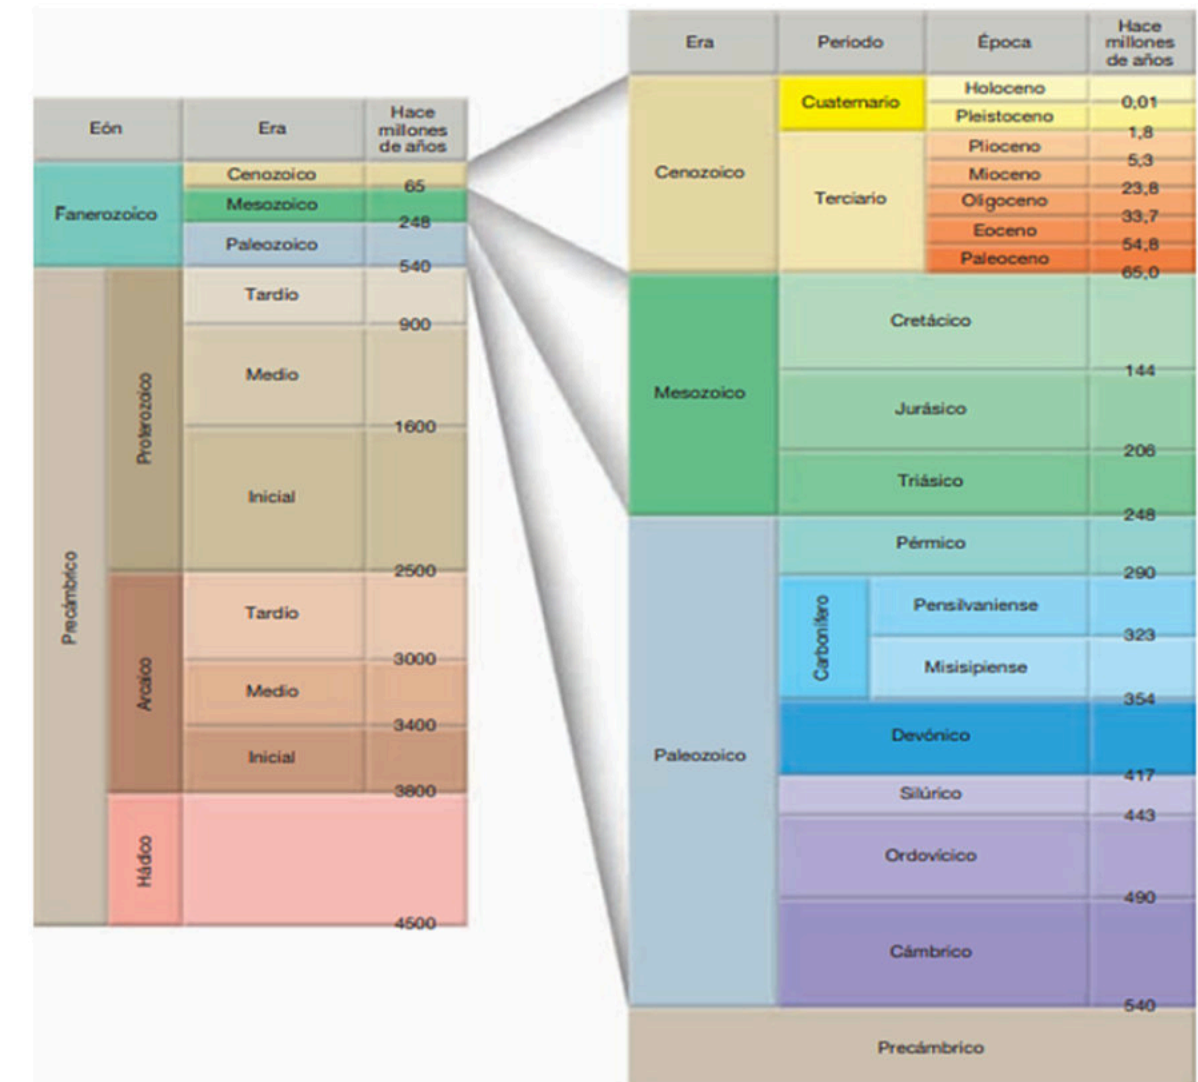 Eón
Era
Hace
millones
de años
Fanerozoico
Cenozoico
65
Mesozoico
248
Paleozoico
540
Precámbrico
Proterozoico
Tardío
900
Medio
1600
Inicial
2500
Arcaico
Tardío
3000
Medio
3400
Inicial
3800
Hádico
4500
Era
Periodo
Época
Hace
millones
de años
Cenozoico
Cuaternario
Holoceno
0,01
Pleistoceno
1,8
Terciario
Plioceno
5,3
Mioceno
23,8
Oligoceno
33,7
Eoceno
54,8
Paleoceno
65,0
Mesozoico
Cretácico
144
Jurásico
206
Triásico
248
Paleozoico
Pérmico
290
Carbonífero
Pensilvaniense
323
Misisipiense
354
Devónico
417
Silúrico
443
Ordovícico
490
Cámbrico
540
Precámbrico